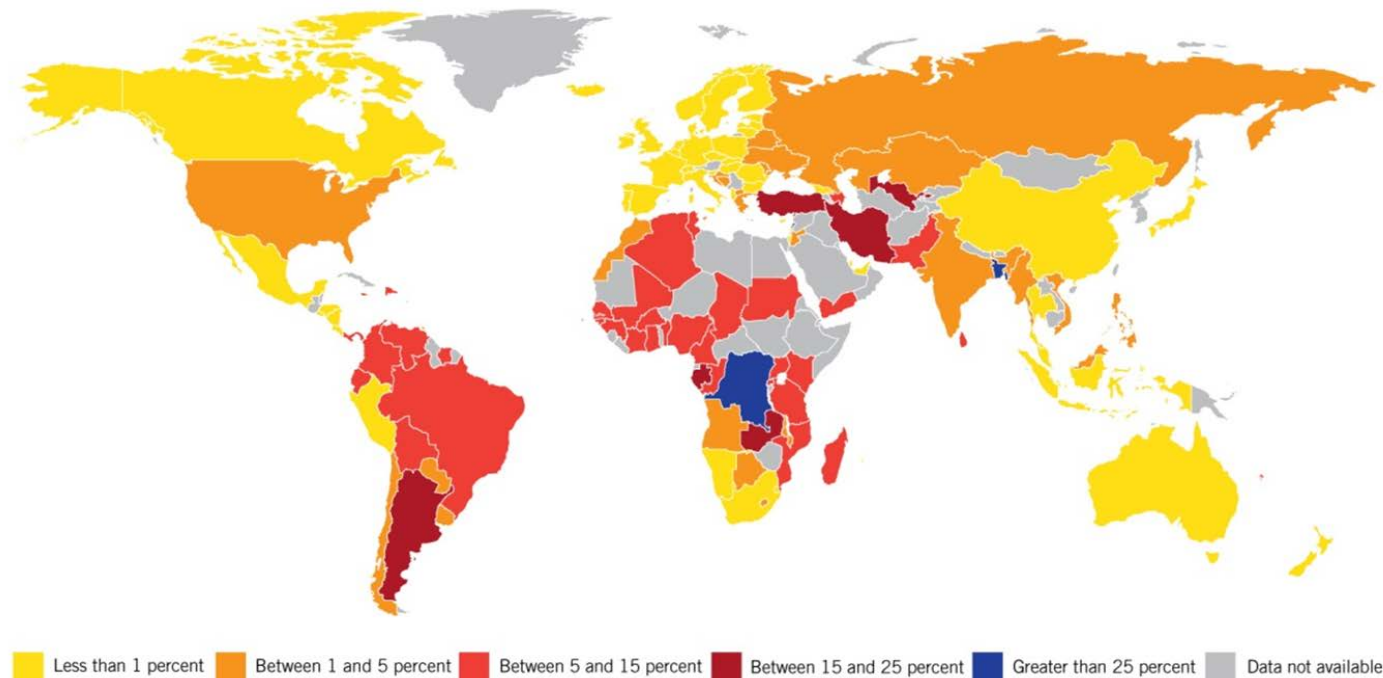 Less than 1 percent Between 1 and 5 percent Between 5 and 15 percent Between 15 and 25 percent Greater than 25 percent Data not available